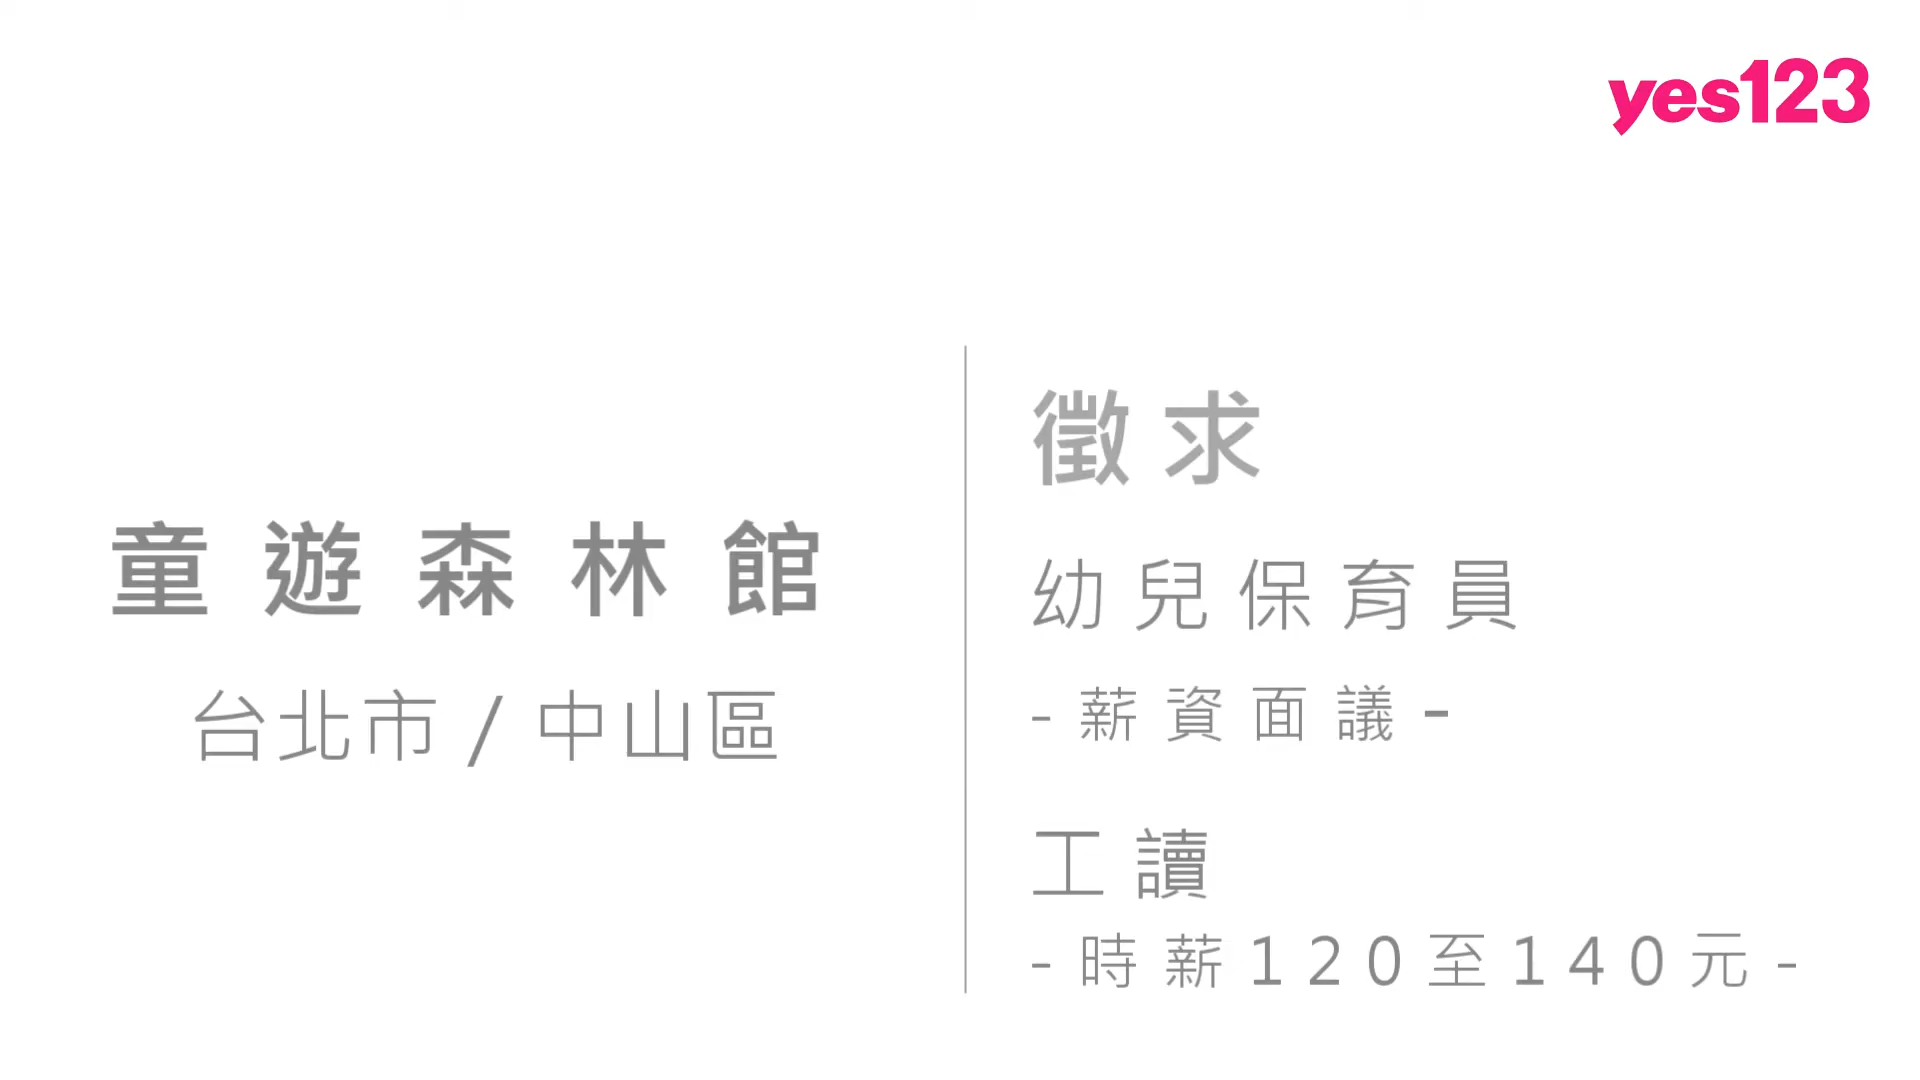 yes123
童遊森林館
台北市/中山區
徵求
幼兒保育員
-薪資面議-
工讀
-時薪120至140元-